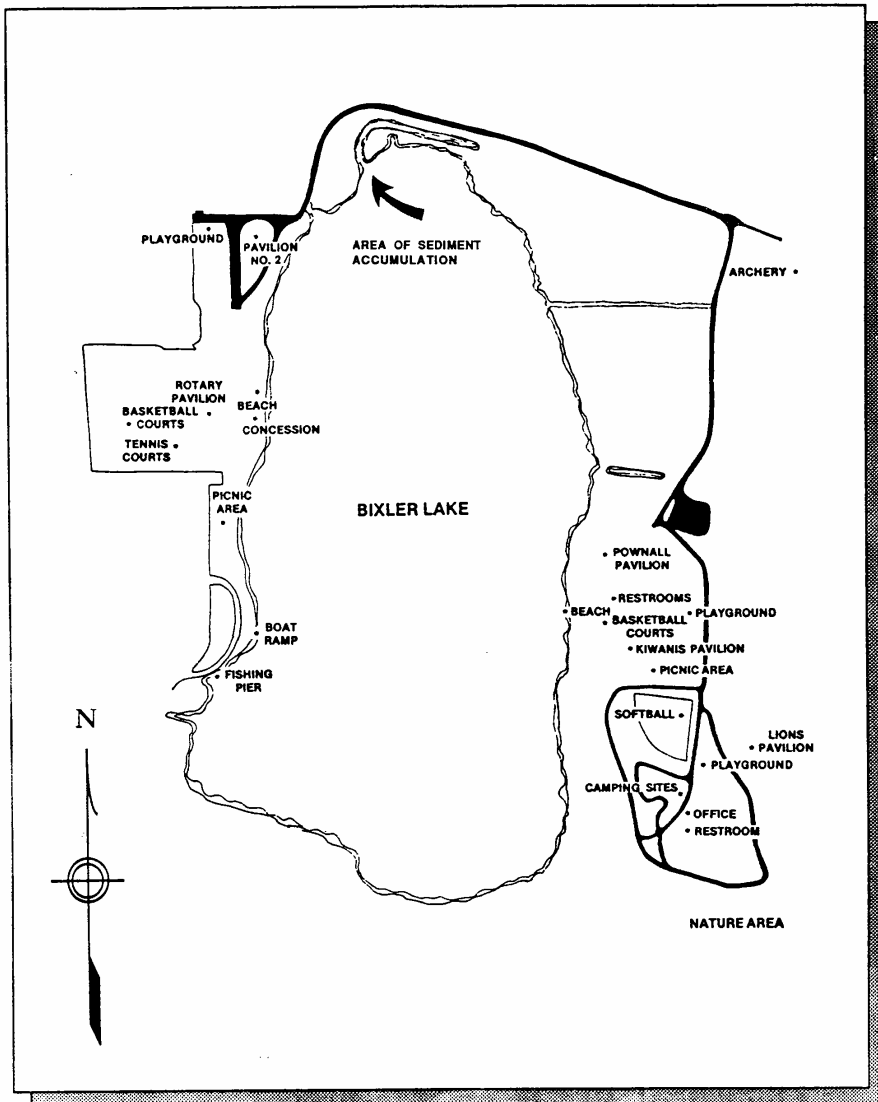 AREA OF SEDIMENT
ACCUMULATION
PLAYGROUND
PAVILION
NO. 2
ARCHERY
ROTARY
PAVILION
BASKETBALL
COURTS
BEACH
CONCESSION
TENNIS
COURTS
PICNIC
AREA
BIXLER LAKE
POWNALL
PAVILION
RESTROOMS
BEACH
PLAYGROUND
BASKETBALL
COURTS
KIWANIS PAVILION
PICNIC AREA
BOAT
RAMP
FISHING
PIER
N
SOFTBALL
LIONS
PAVILION
PLAYGROUND
CAMPING SITES
OFFICE
RESTROOM
NATURE AREA